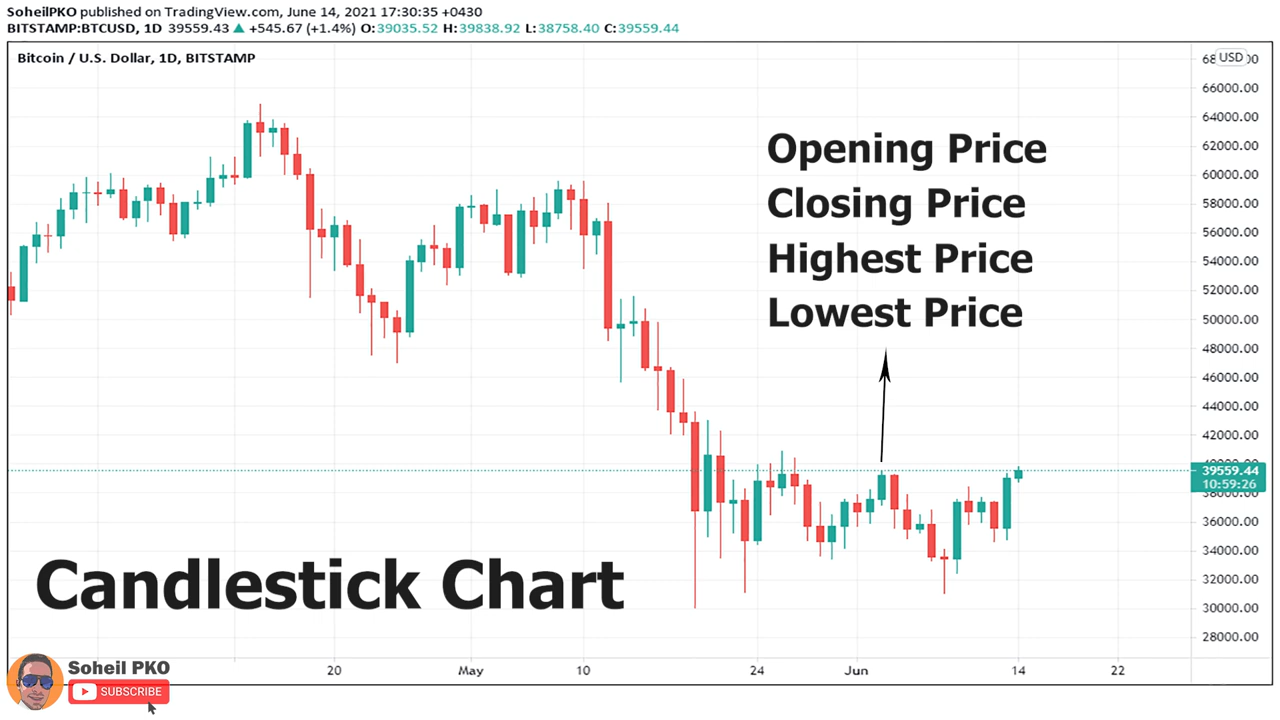 SoheilPKO published on TradingView.com, June 14, 2021 17:30:35 +0430
BITSTAMP:BTCUSD, 1D 39559.43 ▲ +545.67 (+1.4%) O:39035.52 H:39838.92 L:38758.40 C:39559.44
Bitcoin / U.S. Dollar, 1D, BITSTAMP
USD
66000.00
64000.00
Opening Price
62000.00
60000.00
Closing Price
58000.00
56000.00
Highest Price
54000.00
52000.00
Lowest Price
50000.00
48000.00
46000.00
44000.00
42000.00
39559.44
10:59:26
38000.00
36000.00
34000.00
Candlestick Chart
32000.00
30000.00
28000.00
20 May 10 24 Jun 14 22
Soheil PKO
SUBSCRIBE